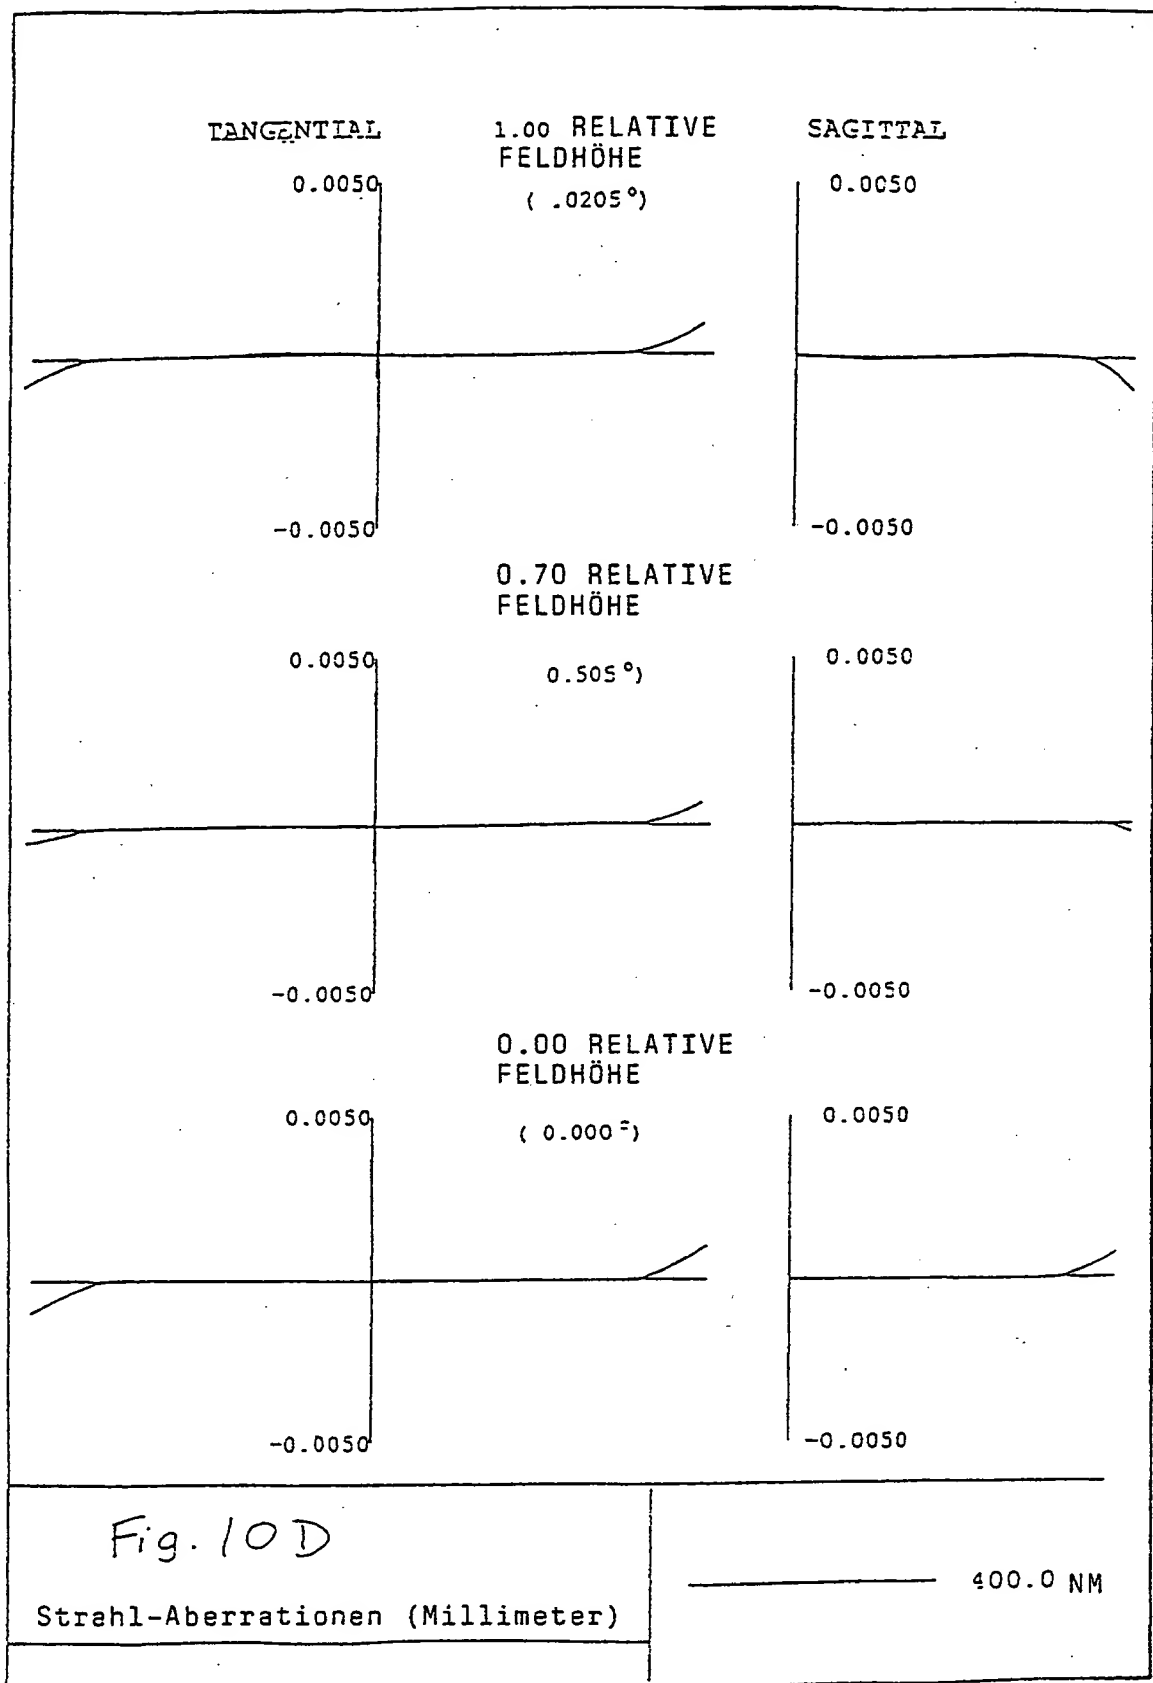 TANGENTIAL 1.00 RELATIVE SAGITTAL
FELDHÖHE
0.0050 ( .0205°) 0.0050
-0.0050 -0.0050
0.70 RELATIVE
FELDHÖHE
0.0050 0.505°) 0.0050
-0.0050 -0.0050
0.00 RELATIVE
FELDHÖHE
0.0050 ( 0.000°) 0.0050
-0.0050 -0.0050
Fig. 10D
400.0 NM
Strahl-Aberrationen (Millimeter)